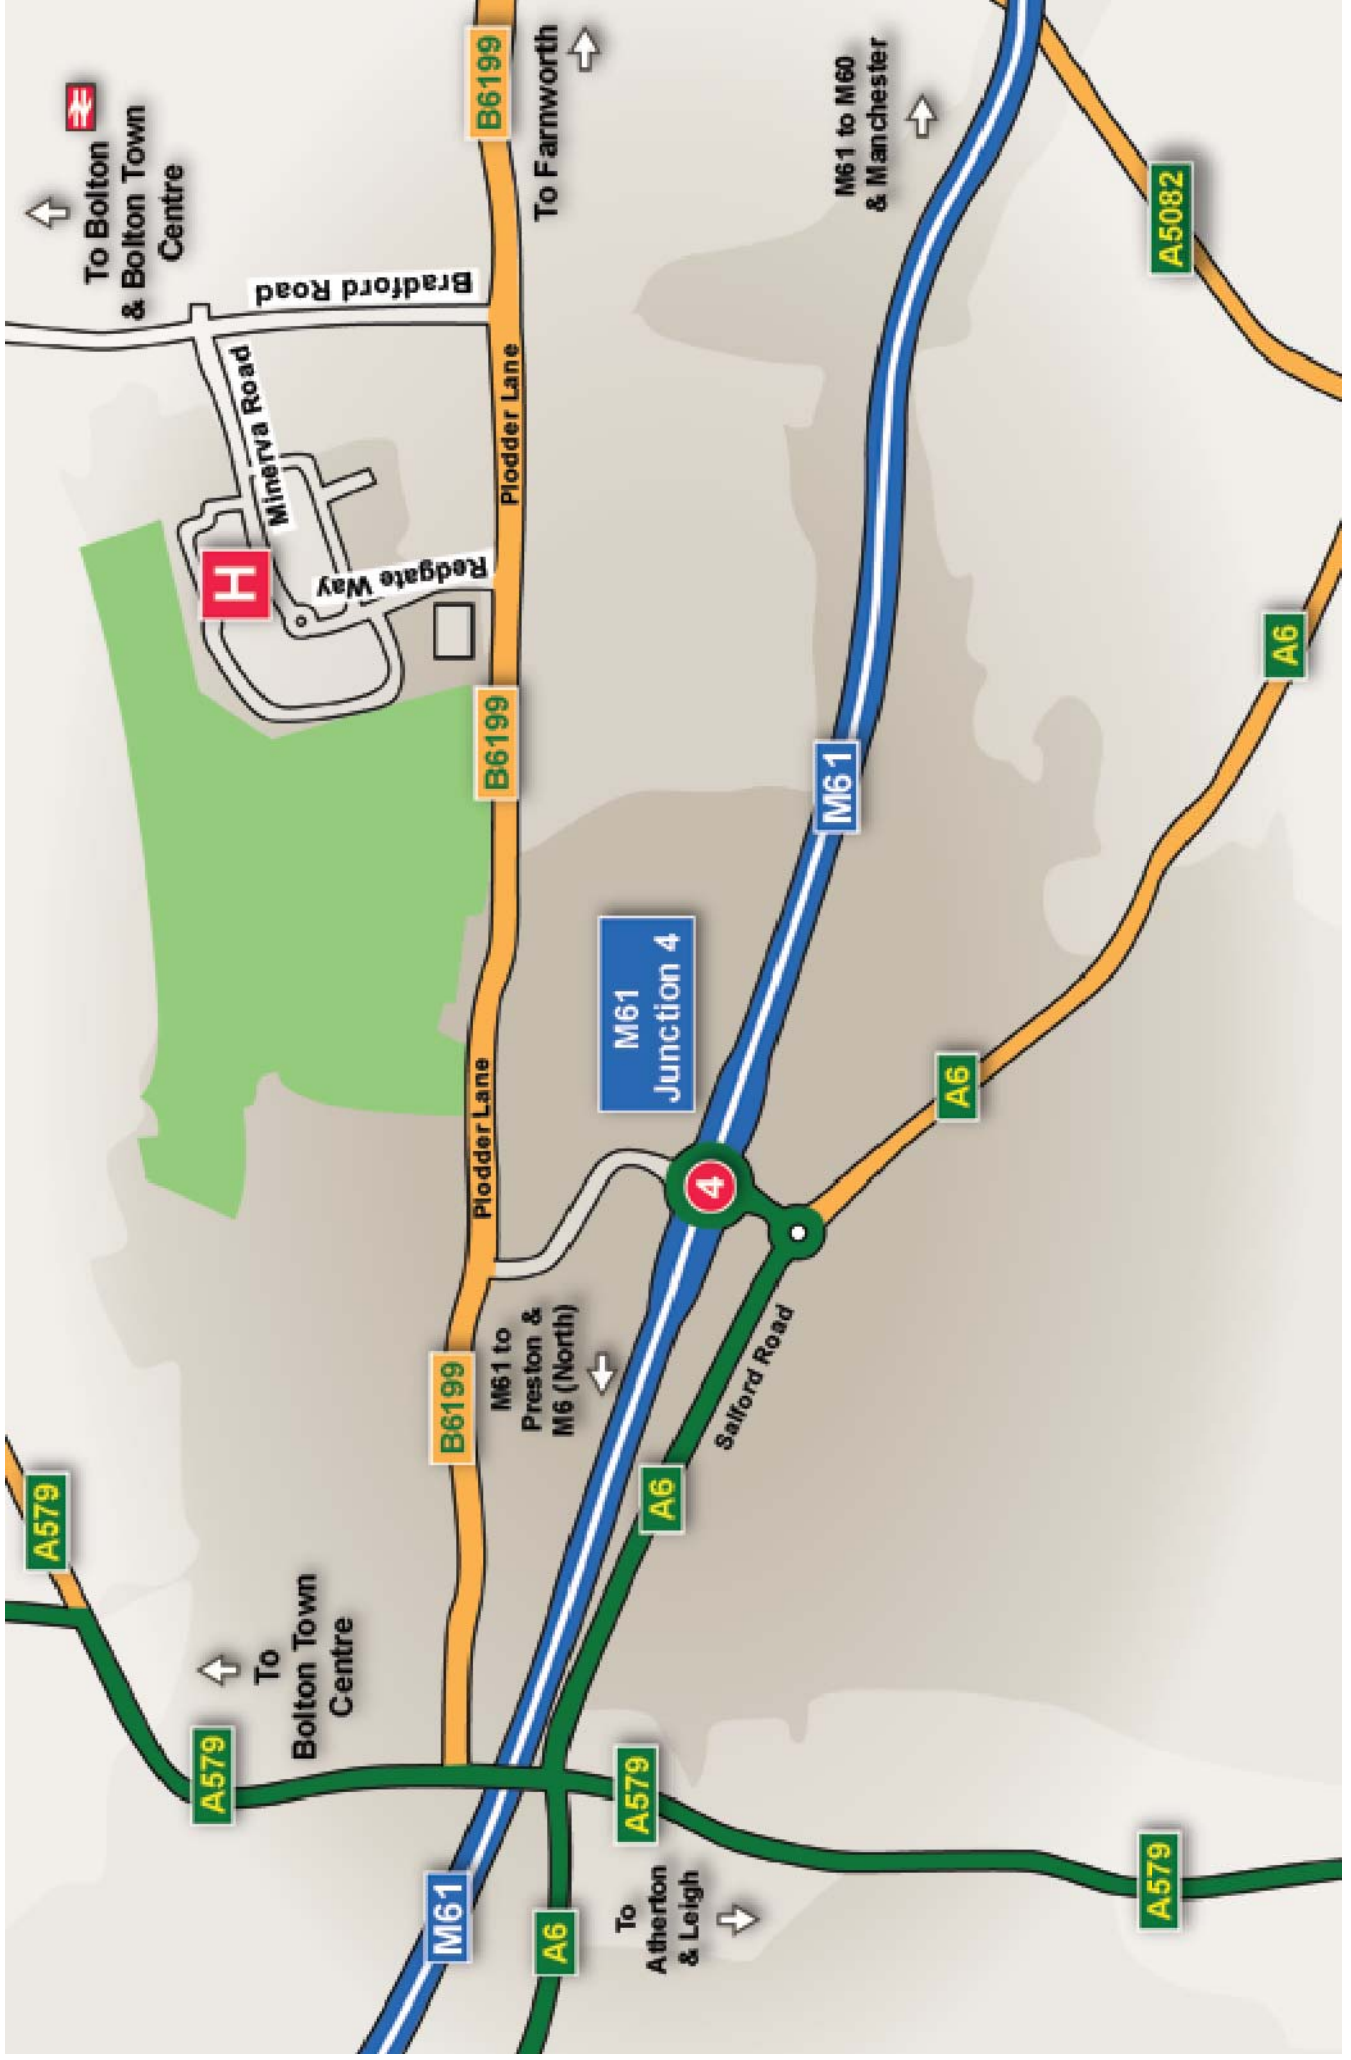 A579
A579
To
Bolton Town
Centre
To Bolton
& Bolton Town
Centre
H
Minerva Road
Bradford Road
Redgate Way
M61
B6199
Plodder Lane
B6199
Plodder Lane
B6199
To Farnworth
A6
M61 to
Preston &
M6 (North)
M61
Junction 4
A579
To
Atherton
& Leigh
A6
Salford Road
4
M61
M61 to M60
& Manchester
A6
A5082
A579
A6